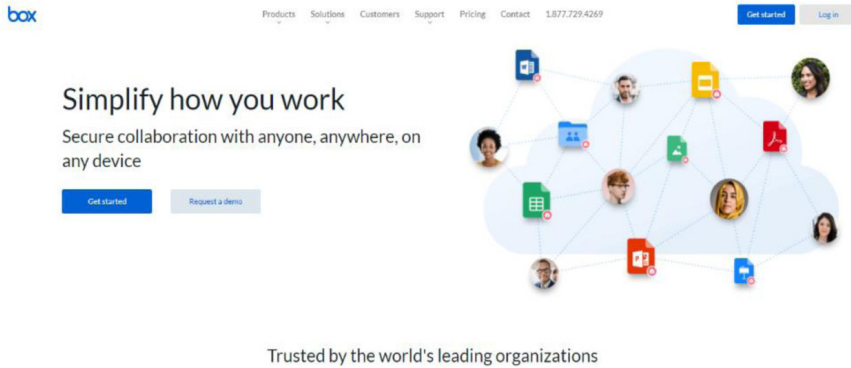 box
Products Solutions Customers Support Pricing Contact 1.877.729.4269
Get started Log in
Simplify how you work
Secure collaboration with anyone, anywhere, on
any device
Get started Request a demo
Trusted by the world's leading organizations